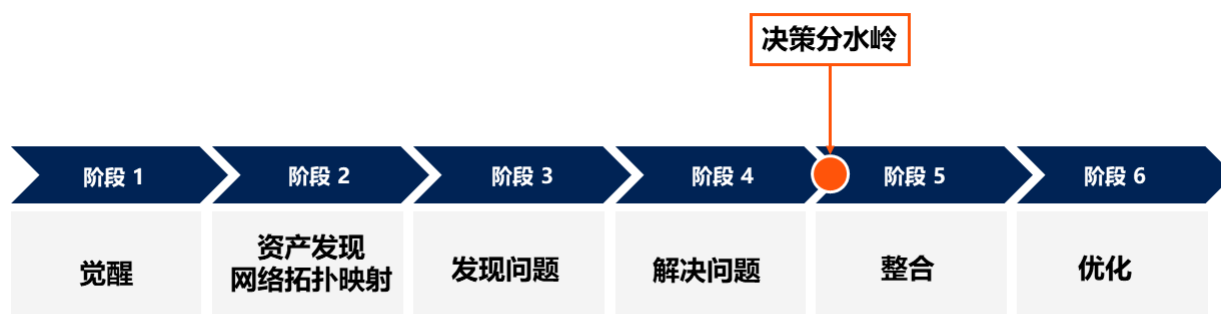 决策分水岭
阶段 1
阶段 2
阶段 3
阶段 4
阶段 5
阶段 6
觉醒
资产发现
网络拓扑映射
发现问题
解决问题
整合
优化